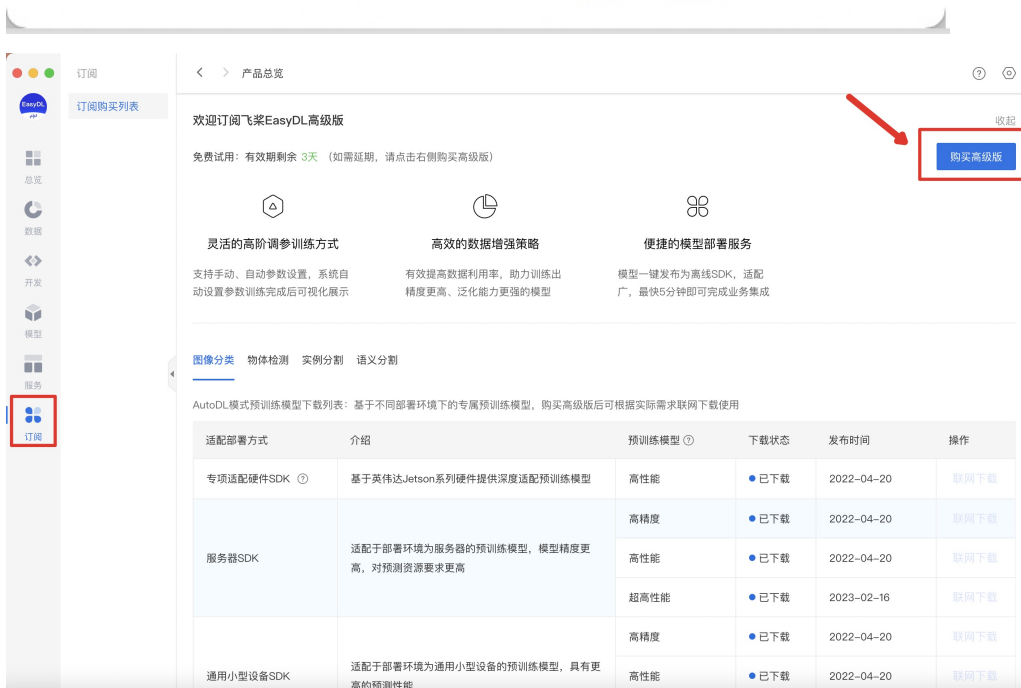 订阅
产品总览
EasyDL
订阅购买列表
欢迎订阅飞桨EasyDL高级版
收起
免费试用：有效期剩余 3天 （如需延期，请点击右侧购买高级版）
购买高级版
总览
数据
开发
模型
服务
订阅
灵活的高阶调参训练方式
高效的数据增强策略
便捷的模型部署服务
支持手动、自动参数设置，系统自
动设置参数训练完成后可视化展示
有效提高数据利用率，助力训练出
精度更高、泛化能力更强的模型
模型一键发布为离线SDK，适配
广，最快5分钟即可完成业务集成
图像分类 物体检测 实例分割 语义分割
AutoDL模式预训练模型下载列表：基于不同部署环境下的专属预训练模型，购买高级版后可根据实际需求联网下载使用
适配部署方式 介绍 预训练模型 下载状态 发布时间 操作
专项适配硬件SDK 基于英伟达Jetson系列硬件提供深度适配预训练模型 高性能 已下载 2022-04-20 联网下载
服务器SDK
适配于部署环境为服务器的预训练模型，模型精度更
高，对预测资源要求更高
高精度 已下载 2022-04-20 联网下载
高性能 已下载 2022-04-20 联网下载
超高性能 已下载 2023-02-16 联网下载
通用小型设备SDK
适配于部署环境为通用小型设备的预训练模型，具有更
高的预测性能
高精度 已下载 2022-04-20 联网下载
高性能 已下载 2022-04-20 联网下载